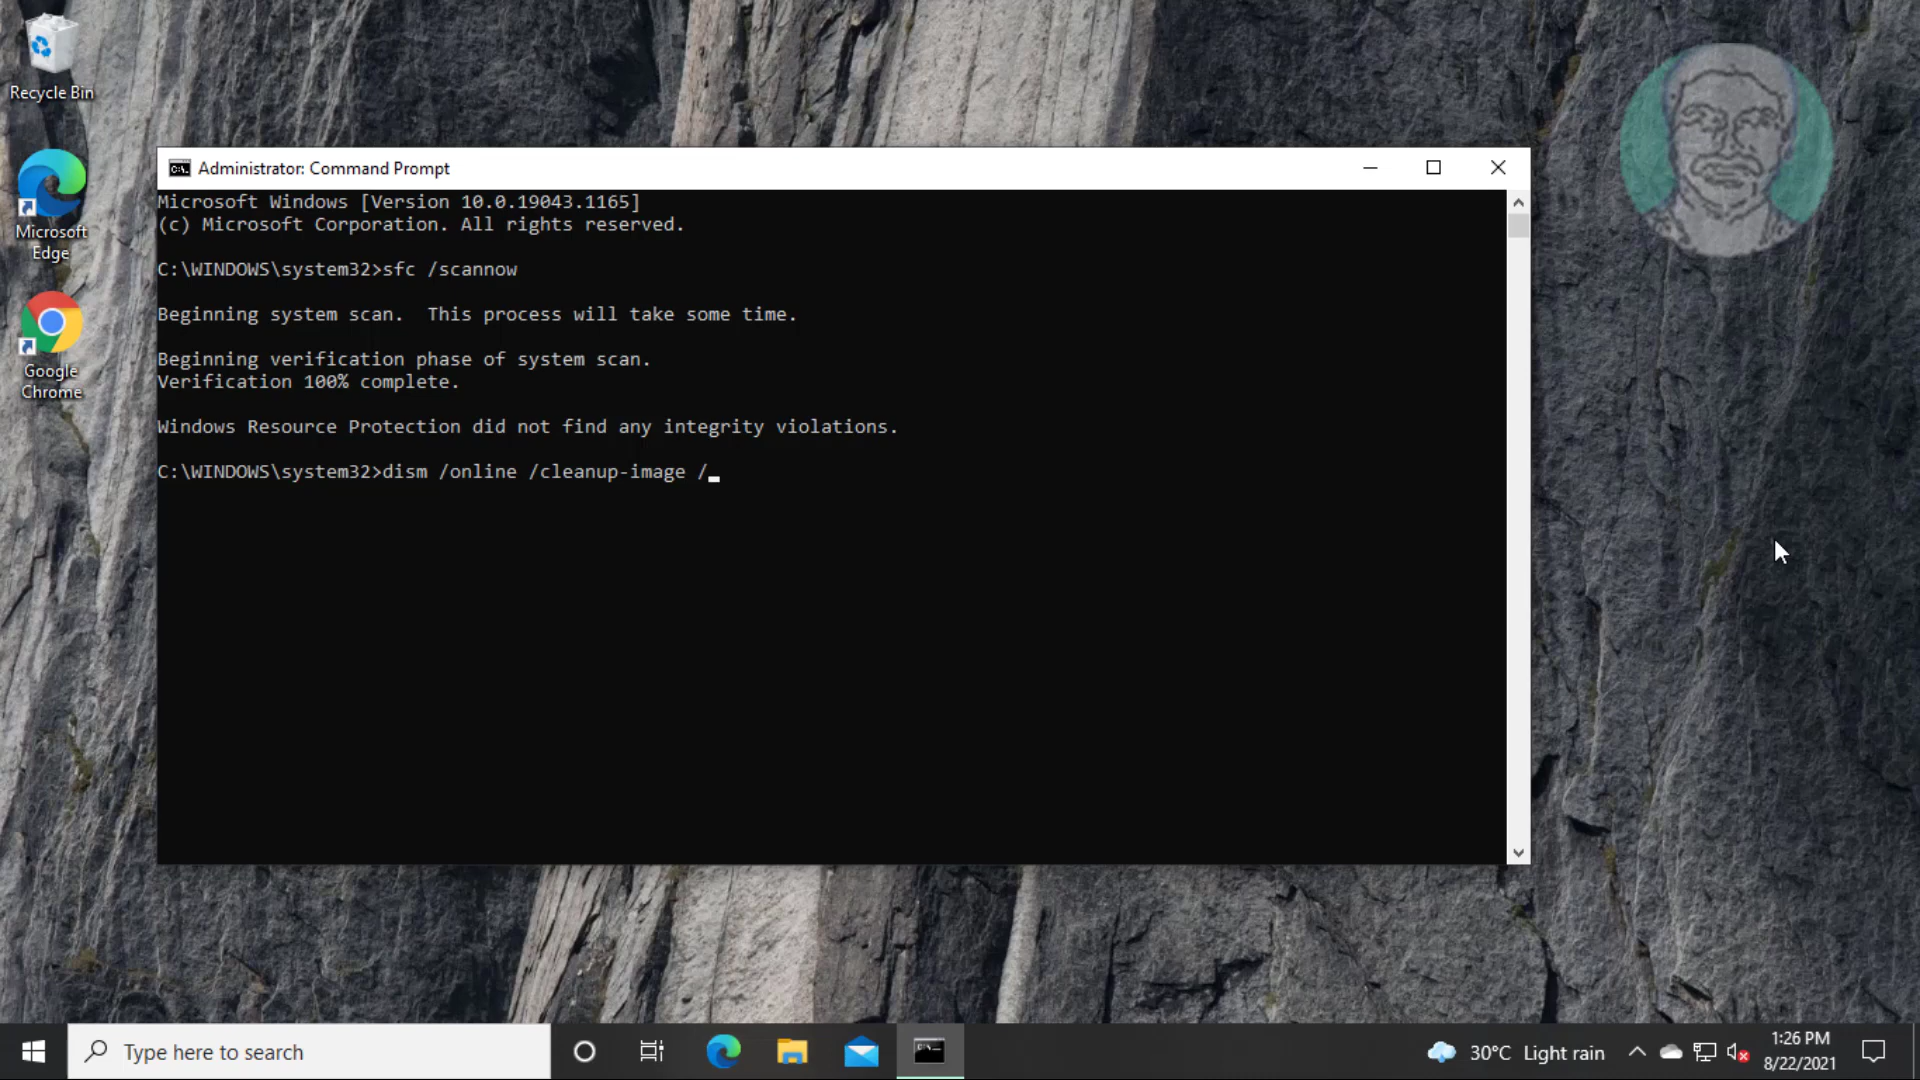 Recycle Bin
Microsoft
Edge
Google
Chrome
Administrator: Command Prompt
Microsoft Windows [Version 10.0.19043.1165]
(c) Microsoft Corporation. All rights reserved.
C:\WINDOWS\system32>sfc /scannow
Beginning system scan.  This process will take some time.
Beginning verification phase of system scan.
Verification 100% complete.
Windows Resource Protection did not find any integrity violations.
C:\WINDOWS\system32>dism /online /cleanup-image /
Type here to search
30°C Light rain
1:26 PM
8/22/2021